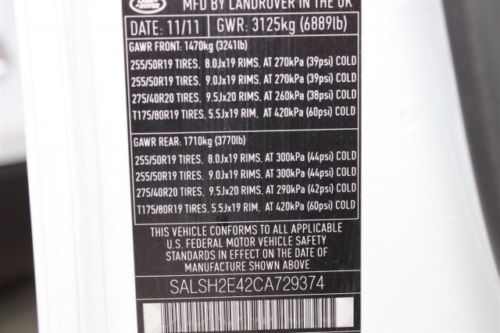 MFD BY LANDROVER IN THE UK
DATE: 11/11 GWR: 3125kg (6889lb)
GAWR FRONT: 1470kg (3241lb)
255/50R19 TIRES, 8.0Jx19 RIMS, AT 270kPa (39psi) COLD
255/50R19 TIRES, 9.0Jx19 RIMS, AT 270kPa (39psi) COLD
275/40R20 TIRES, 9.5Jx20 RIMS, AT 260kPa (38psi) COLD
T175/80R19 TIRES, 5.5Jx19 RIM, AT 420kPa (60psi) COLD
GAWR REAR: 1710kg (3770lb)
255/50R19 TIRES, 8.0Jx19 RIMS, AT 300kPa (44psi) COLD
255/50R19 TIRES, 9.0Jx19 RIMS, AT 300kPa (44psi) COLD
275/40R20 TIRES, 9.5Jx20 RIMS, AT 290kPa (42psi) COLD
T175/80R19 TIRES, 5.5Jx19 RIM, AT 420kPa (60psi) COLD
THIS VEHICLE CONFORMS TO ALL APPLICABLE
U.S. FEDERAL MOTOR VEHICLE SAFETY
STANDARDS IN EFFECT ON THE DATE
OF MANUFACTURE SHOWN ABOVE
SALSH2E42CA729374